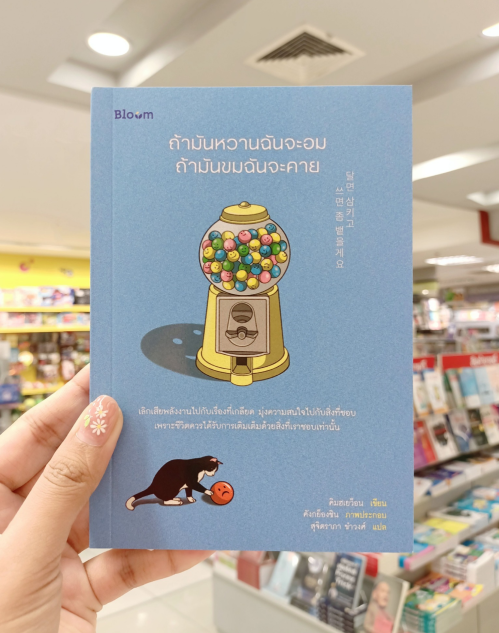 Bloom
ถ้ามันหวานฉันจะอม
ถ้ามันขมฉันจะคาย
달면 삼키고
쓰면 좀 뱉을게요
เลิกเสียพลังงานไปกับเรื่องที่เกลียด มุ่งความสนใจไปกับสิ่งที่ชอบ
เพราะชีวิตควรได้รับการเติมเต็มด้วยสิ่งที่เราชอบเท่านั้น
คิมสเยว็อน เขียน
คังกย็องชิน ภาพประกอบ
สุจิตราภา ชำวงศ์ แปล